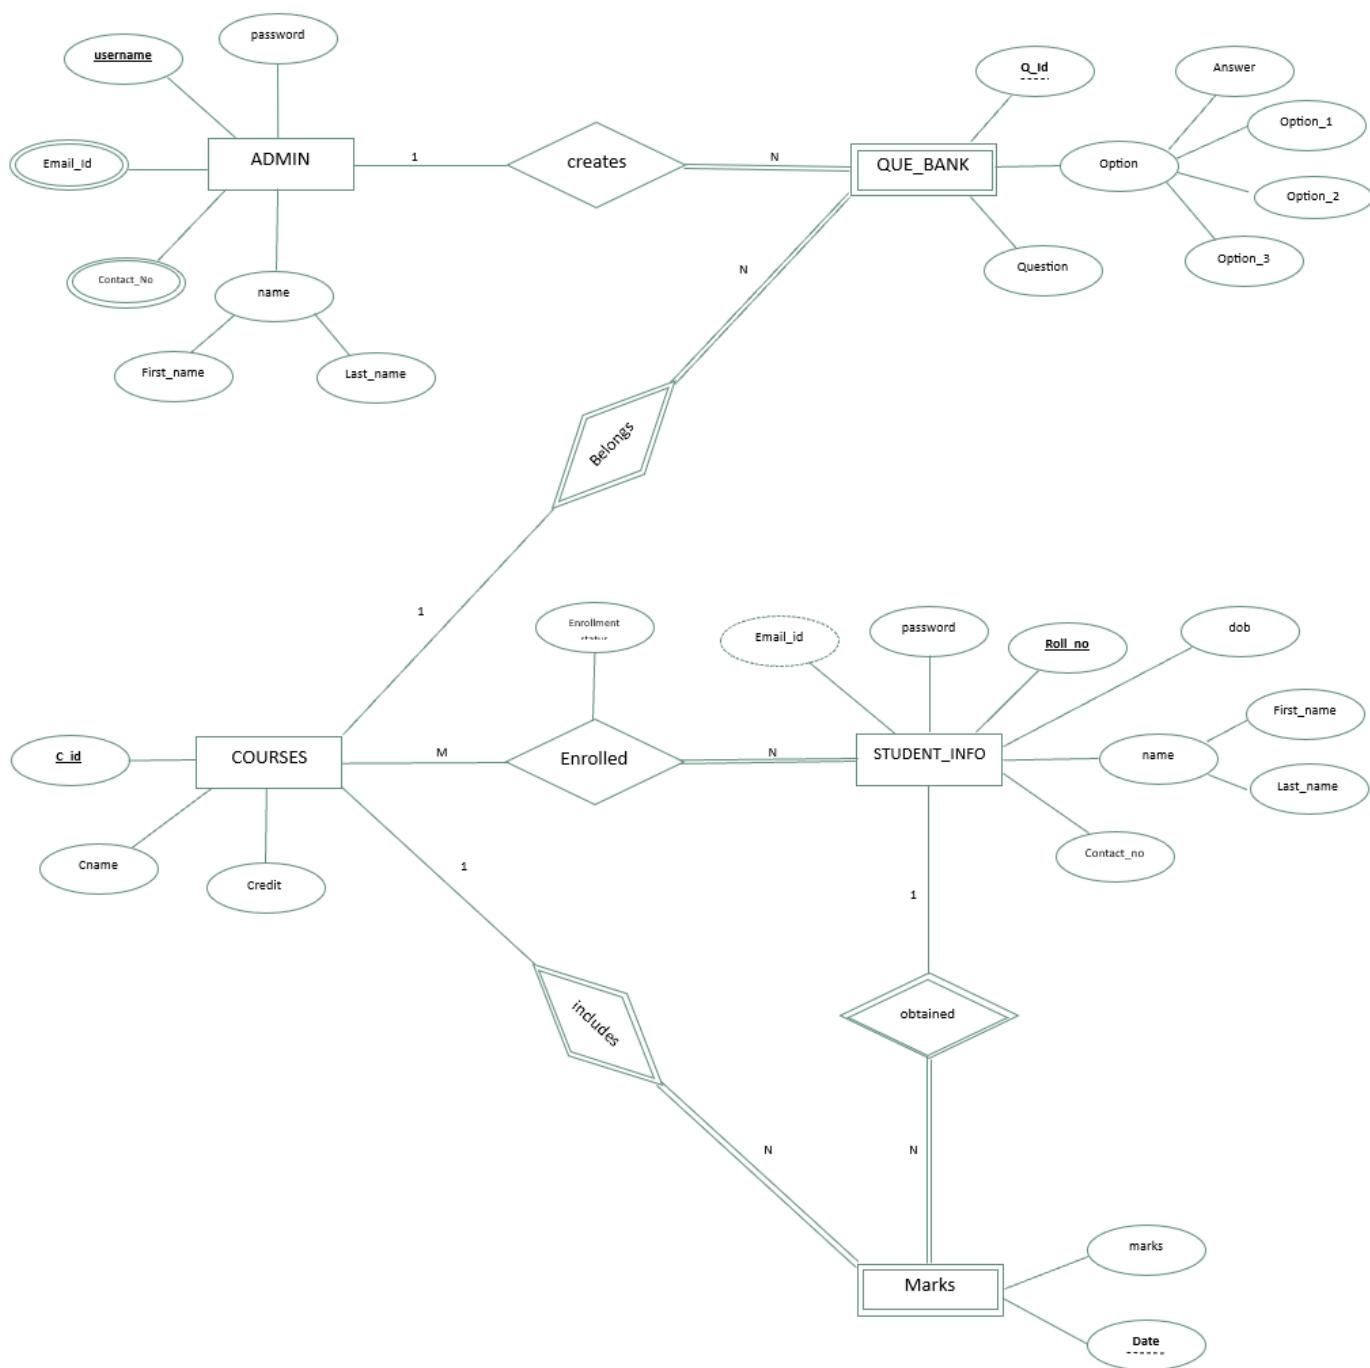 password
username
Q_Id
Answer
Option_1
Email_Id
ADMIN
1
creates
N
QUE_BANK
Option
Option_2
Contact_No
name
Question
Option_3
N
First_name
Last_name
Belongs
1
Enrollment
status
Email_id
password
Roll_no
dob
First_name
C_id
COURSES
M
Enrolled
N
STUDENT_INFO
name
Last_name
Cname
Credit
1
Contact_no
1
includes
obtained
N
N
marks
Marks
Date